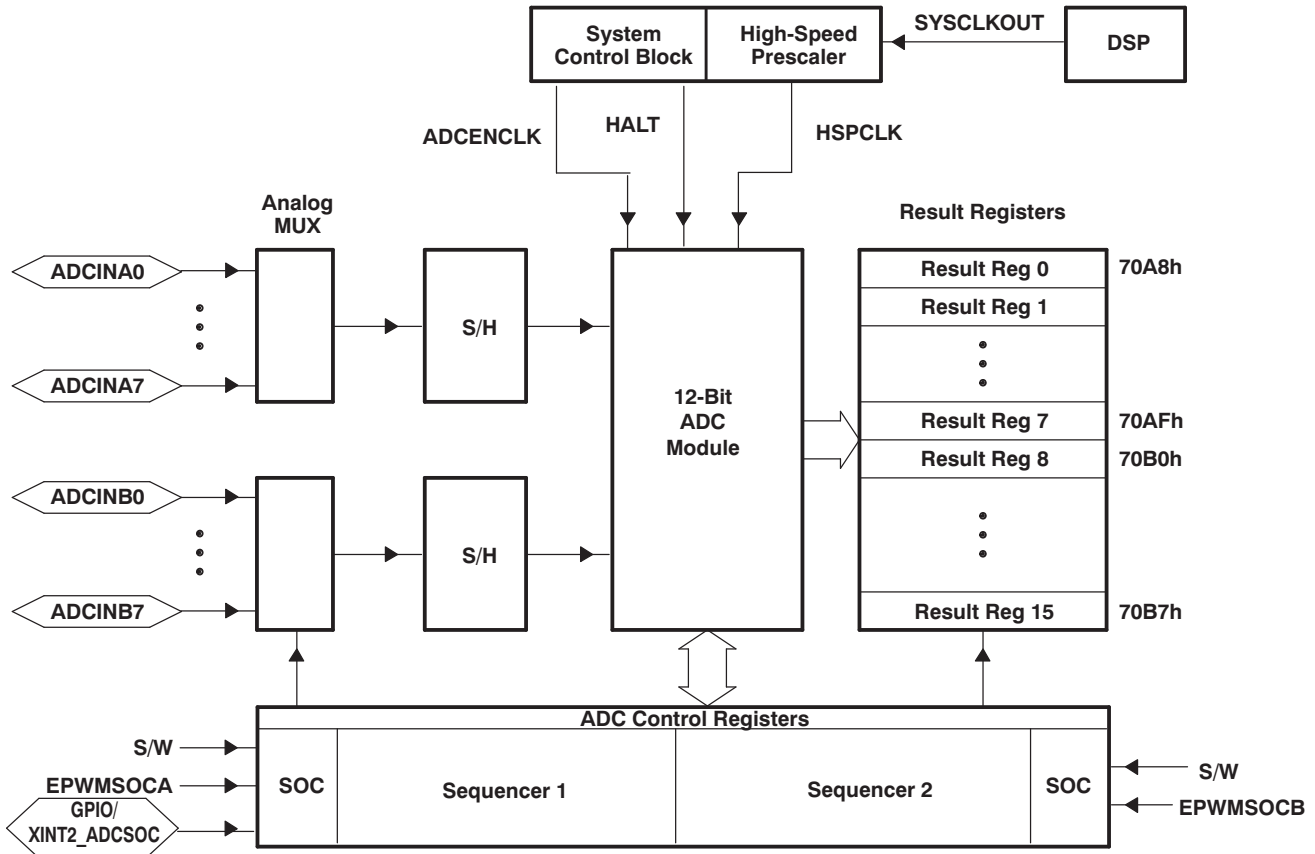 System
Control Block
High-Speed
Prescaler
SYSCLKOUT
DSP
ADCENCLK
HALT
HSPCLK
Analog
MUX
Result Registers
ADCINA0
Result Reg 0
70A8h
Result Reg 1
S/H
ADCINA7
12-Bit
ADC
Module
Result Reg 7
70AFh
Result Reg 8
70B0h
ADCINB0
S/H
ADCINB7
Result Reg 15
70B7h
ADC Control Registers
S/W
EPWMSOCA
GPIO/
XINT2_ADCSOC
SOC
Sequencer 1
Sequencer 2
SOC
S/W
EPWMSOCB